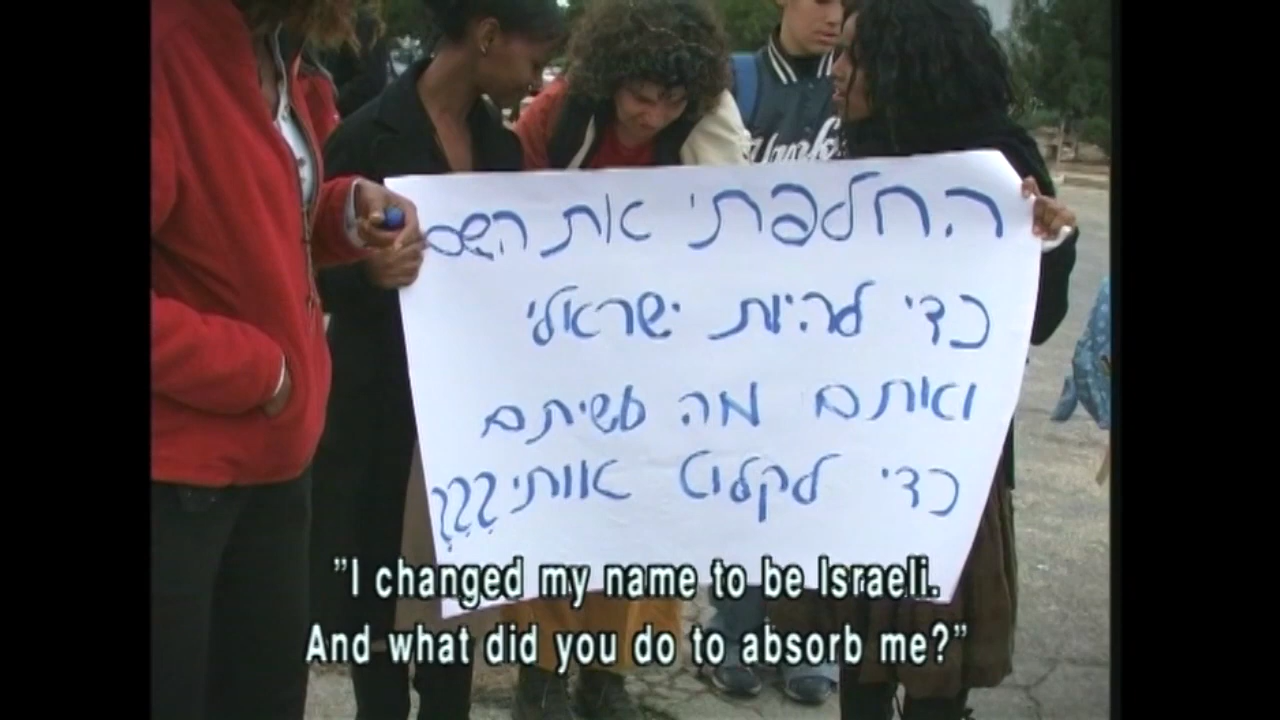 York
החלפתי את השם
כדי להיות ישראלי
ואתם מה עשיתם
כדי לקלוט אותי???
"I changed my name to be Israeli.
And what did you do to absorb me?"